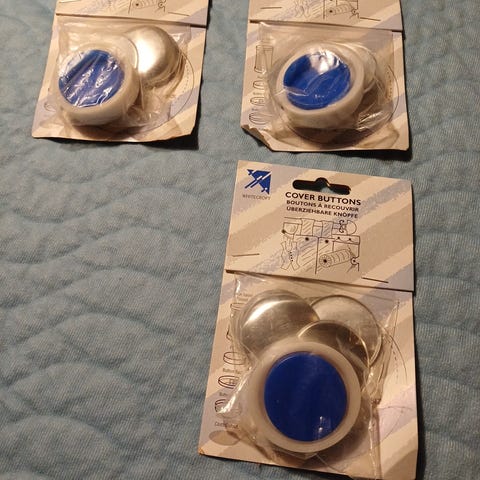 WHITECROFT
COVER BUTTONS
BOUTONS À RECOUVRIR
ÜBERZIEHBARE KNÖPFE